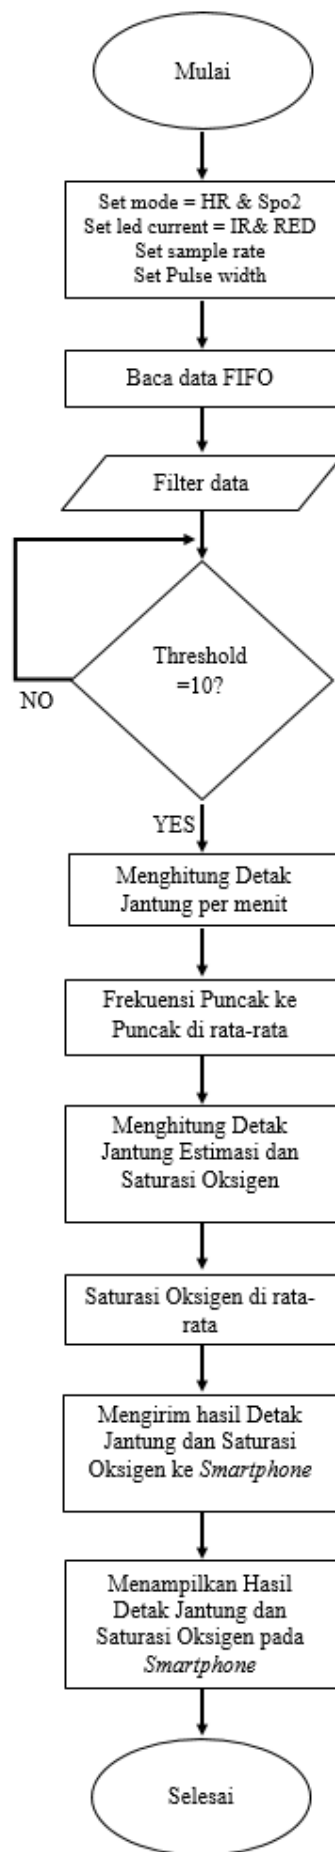 Mulai
Set mode = HR & Spo2
Set led current = IR& RED
Set sample rate
Set Pulse width
Baca data FIFO
Filter data
Threshold
=10?
NO
YES
Menghitung Detak
Jantung per menit
Frekuensi Puncak ke
Puncak di rata-rata
Menghitung Detak
Jantung Estimasi dan
Saturasi Oksigen
Saturasi Oksigen di rata-
rata
Mengirim hasil Detak
Jantung dan Saturasi
Oksigen ke Smartphone
Menampilkan Hasil
Detak Jantung dan
Saturasi Oksigen pada
Smartphone
Selesai